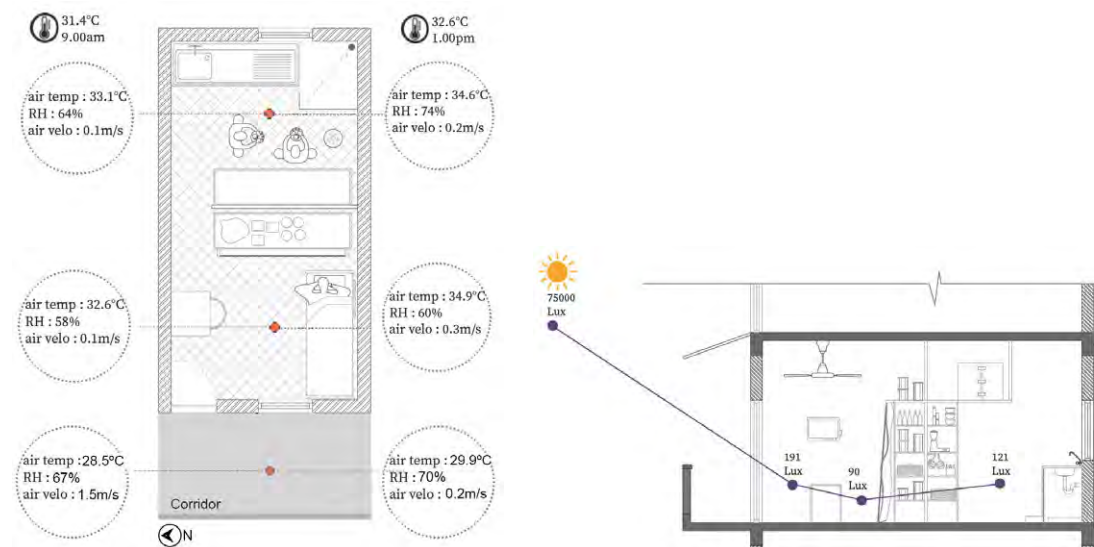 31.4°C
9.00am
32.6°C
1.00pm
air temp : 33.1°C
RH : 64%
air velo : 0.1m/s
air temp : 34.6°C
RH : 74%
air velo : 0.2m/s
air temp : 32.6°C
RH : 58%
air velo : 0.1m/s
air temp : 34.9°C
RH : 60%
air velo : 0.3m/s
air temp :28.5°C
RH : 67%
air velo : 1.5m/s
air temp :29.9°C
RH : 70%
air velo : 0.2m/s
Corridor
N
75000
Lux
191
Lux
90
Lux
121
Lux